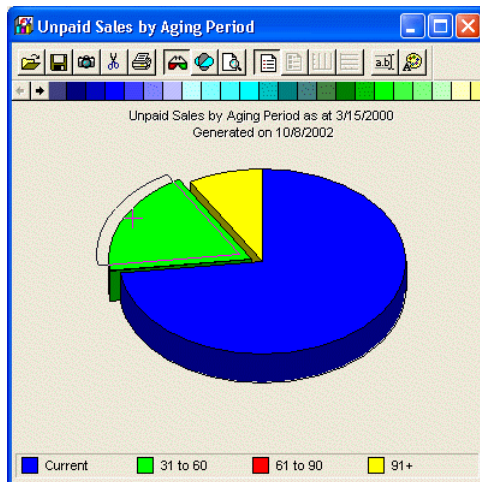 Unpaid Sales by Aging Period
a.b]
Unpaid Sales by Aging Period as at 3/15/2000
Generated on 10/8/2002
Current
31 to 60
61 to 90
91+